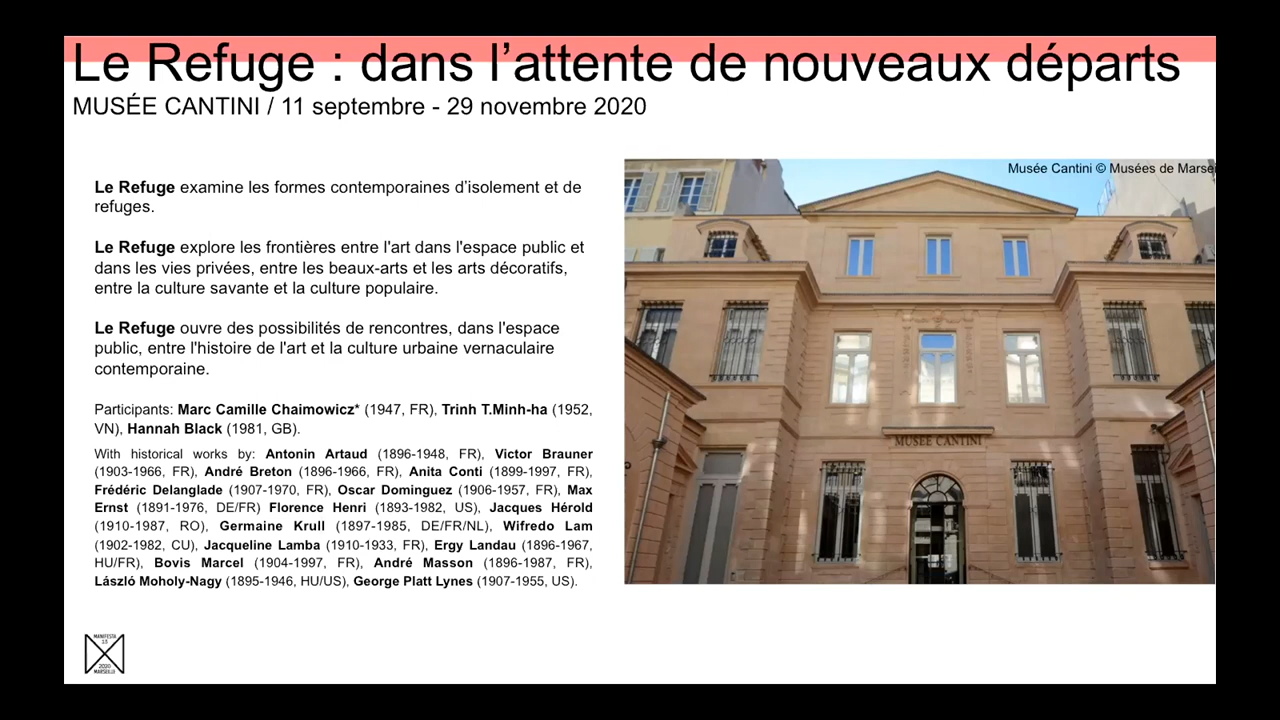 Le Refuge : dans l’attente de nouveaux départs
MUSÉE CANTINI / 11 septembre - 29 novembre 2020
Musée Cantini © Musées de Marsei
Le Refuge examine les formes contemporaines d’isolement et de
refuges.
Le Refuge explore les frontières entre l'art dans l'espace public et
dans les vies privées, entre les beaux-arts et les arts décoratifs,
entre la culture savante et la culture populaire.
Le Refuge ouvre des possibilités de rencontres, dans l'espace
public, entre l'histoire de l'art et la culture urbaine vernaculaire
contemporaine.
Participants: Marc Camille Chaimowicz* (1947, FR), Trinh T.Minh-ha (1952,
VN), Hannah Black (1981, GB).
With historical works by: Antonin Artaud (1896-1948, FR), Victor Brauner
(1903-1966, FR), André Breton (1896-1966, FR), Anita Conti (1899-1997, FR),
Frédéric Delanglade (1907-1970, FR), Oscar Dominguez (1906-1957, FR), Max
Ernst (1891-1976, DE/FR) Florence Henri (1893-1982, US), Jacques Hérold
(1910-1987, RO), Germaine Krull (1897-1985, DE/FR/NL), Wifredo Lam
(1902-1982, CU), Jacqueline Lamba (1910-1933, FR), Ergy Landau (1896-1967,
HU/FR), Bovis Marcel (1904-1997, FR), André Masson (1896-1987, FR),
László Moholy-Nagy (1895-1946, HU/US), George Platt Lynes (1907-1955, US).
MUSÉE CANTINI
MANIFESTA
13
2020
MARSEILLE